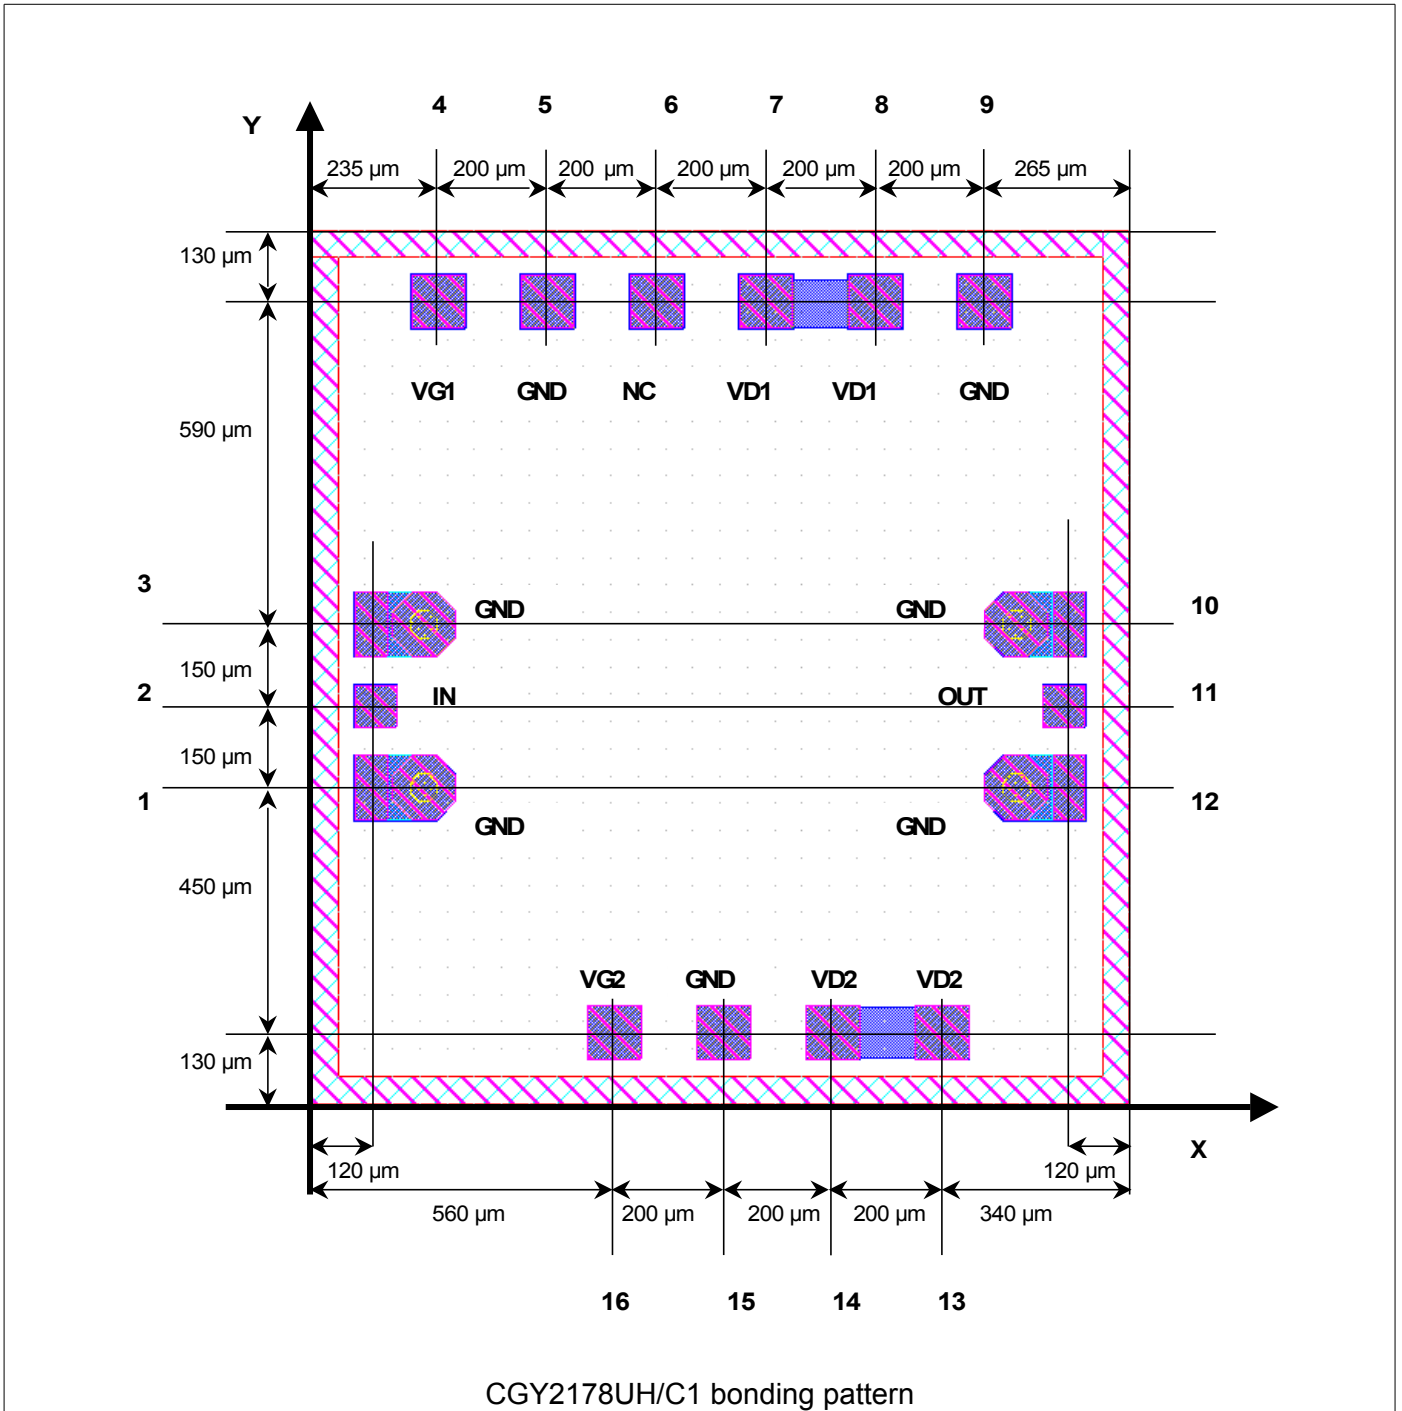 4 5 6 7 8 9
Y
235 µm 200 µm 200 µm 200 µm 200 µm 200 µm 265 µm
130 µm
VG1 GND NC VD1 VD1 GND
590 µm
3 GND GND 10
150 µm
2 IN OUT 11
150 µm
1 GND GND 12
450 µm
VG2 GND VD2 VD2
130 µm
X
120 µm 120 µm
560 µm 200 µm 200 µm 200 µm 340 µm
16 15 14 13
CGY2178UH/C1 bonding pattern